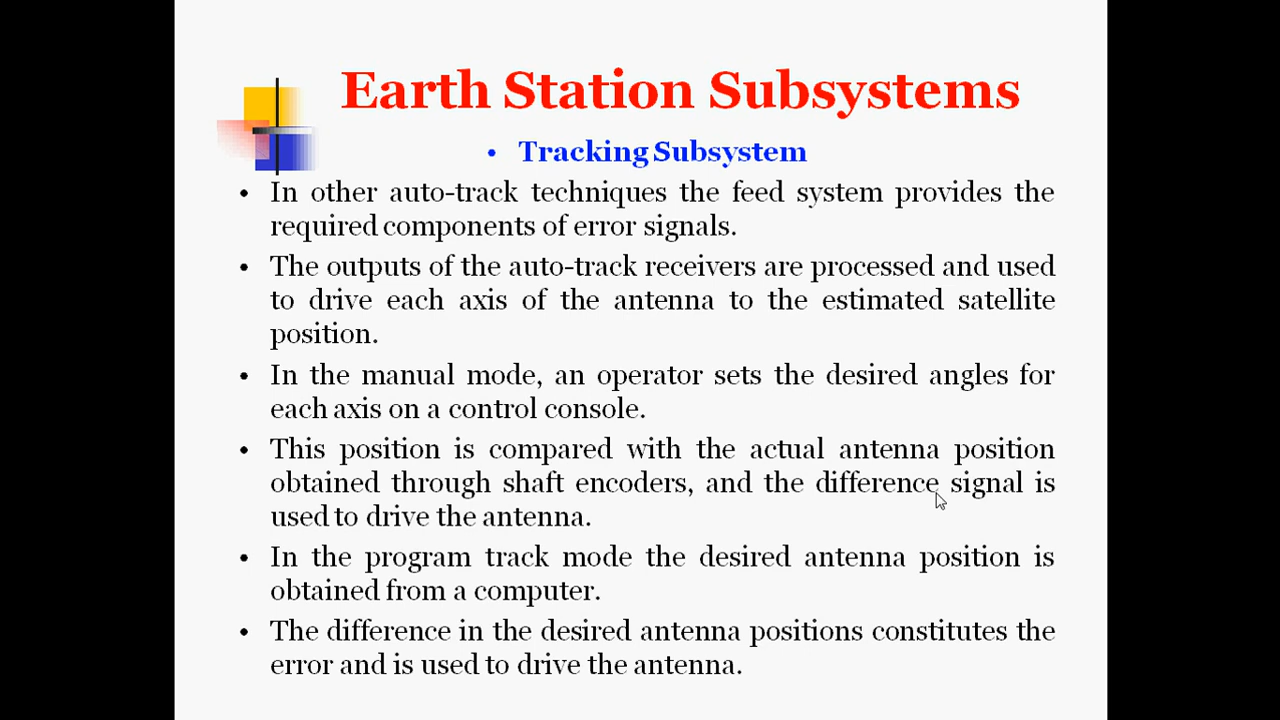 Earth Station Subsystems
• Tracking Subsystem
• In other auto-track techniques the feed system provides the
required components of error signals.
• The outputs of the auto-track receivers are processed and used
to drive each axis of the antenna to the estimated satellite
position.
• In the manual mode, an operator sets the desired angles for
each axis on a control console.
• This position is compared with the actual antenna position
obtained through shaft encoders, and the difference signal is
used to drive the antenna.
• In the program track mode the desired antenna position is
obtained from a computer.
• The difference in the desired antenna positions constitutes the
error and is used to drive the antenna.